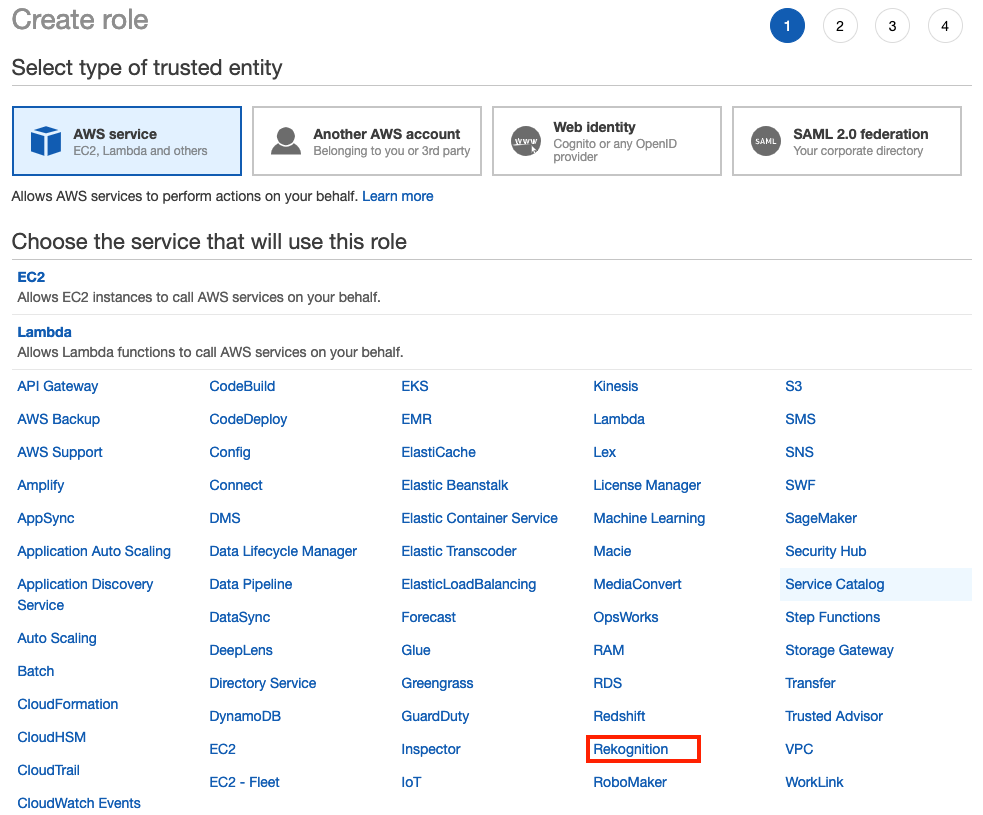 Create role
1 2 3 4
Select type of trusted entity
AWS service
EC2, Lambda and others
Another AWS account
Belonging to you or 3rd party
WWW
Web identity
Cognito or any OpenID
provider
SAML
SAML 2.0 federation
Your corporate directory
Allows AWS services to perform actions on your behalf. Learn more
Choose the service that will use this role
EC2
Allows EC2 instances to call AWS services on your behalf.
Lambda
Allows Lambda functions to call AWS services on your behalf.
API Gateway
AWS Backup
AWS Support
Amplify
AppSync
Application Auto Scaling
Application Discovery
Service
Auto Scaling
Batch
CloudFormation
CloudHSM
CloudTrail
CloudWatch Events
CodeBuild
CodeDeploy
Config
Connect
DMS
Data Lifecycle Manager
Data Pipeline
DataSync
DeepLens
Directory Service
DynamoDB
EC2
EC2 - Fleet
EKS
EMR
ElastiCache
Elastic Beanstalk
Elastic Container Service
Elastic Transcoder
ElasticLoadBalancing
Forecast
Glue
Greengrass
GuardDuty
Inspector
IoT
Kinesis
Lambda
Lex
License Manager
Machine Learning
Macie
MediaConvert
OpsWorks
RAM
RDS
Redshift
Rekognition
RoboMaker
S3
SMS
SNS
SWF
SageMaker
Security Hub
Service Catalog
Step Functions
Storage Gateway
Transfer
Trusted Advisor
VPC
WorkLink